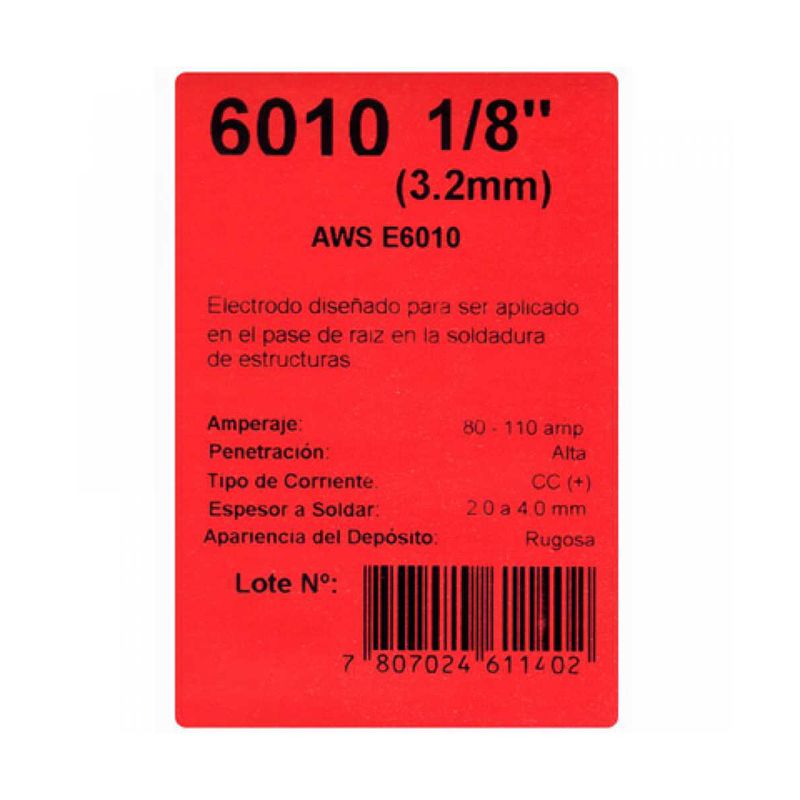 6010 1/8"
(3.2mm)
AWS E6010
Electrodo diseñado para ser aplicado
en el pase de raiz en la soldadura
de estructuras
Amperaje: 80 - 110 amp
Penetración: Alta
Tipo de Corriente. CC (+)
Espesor a Soldar: 2.0 a 4.0 mm
Apariencia del Depósito: Rugosa
Lote Nº:
7 807024 611402